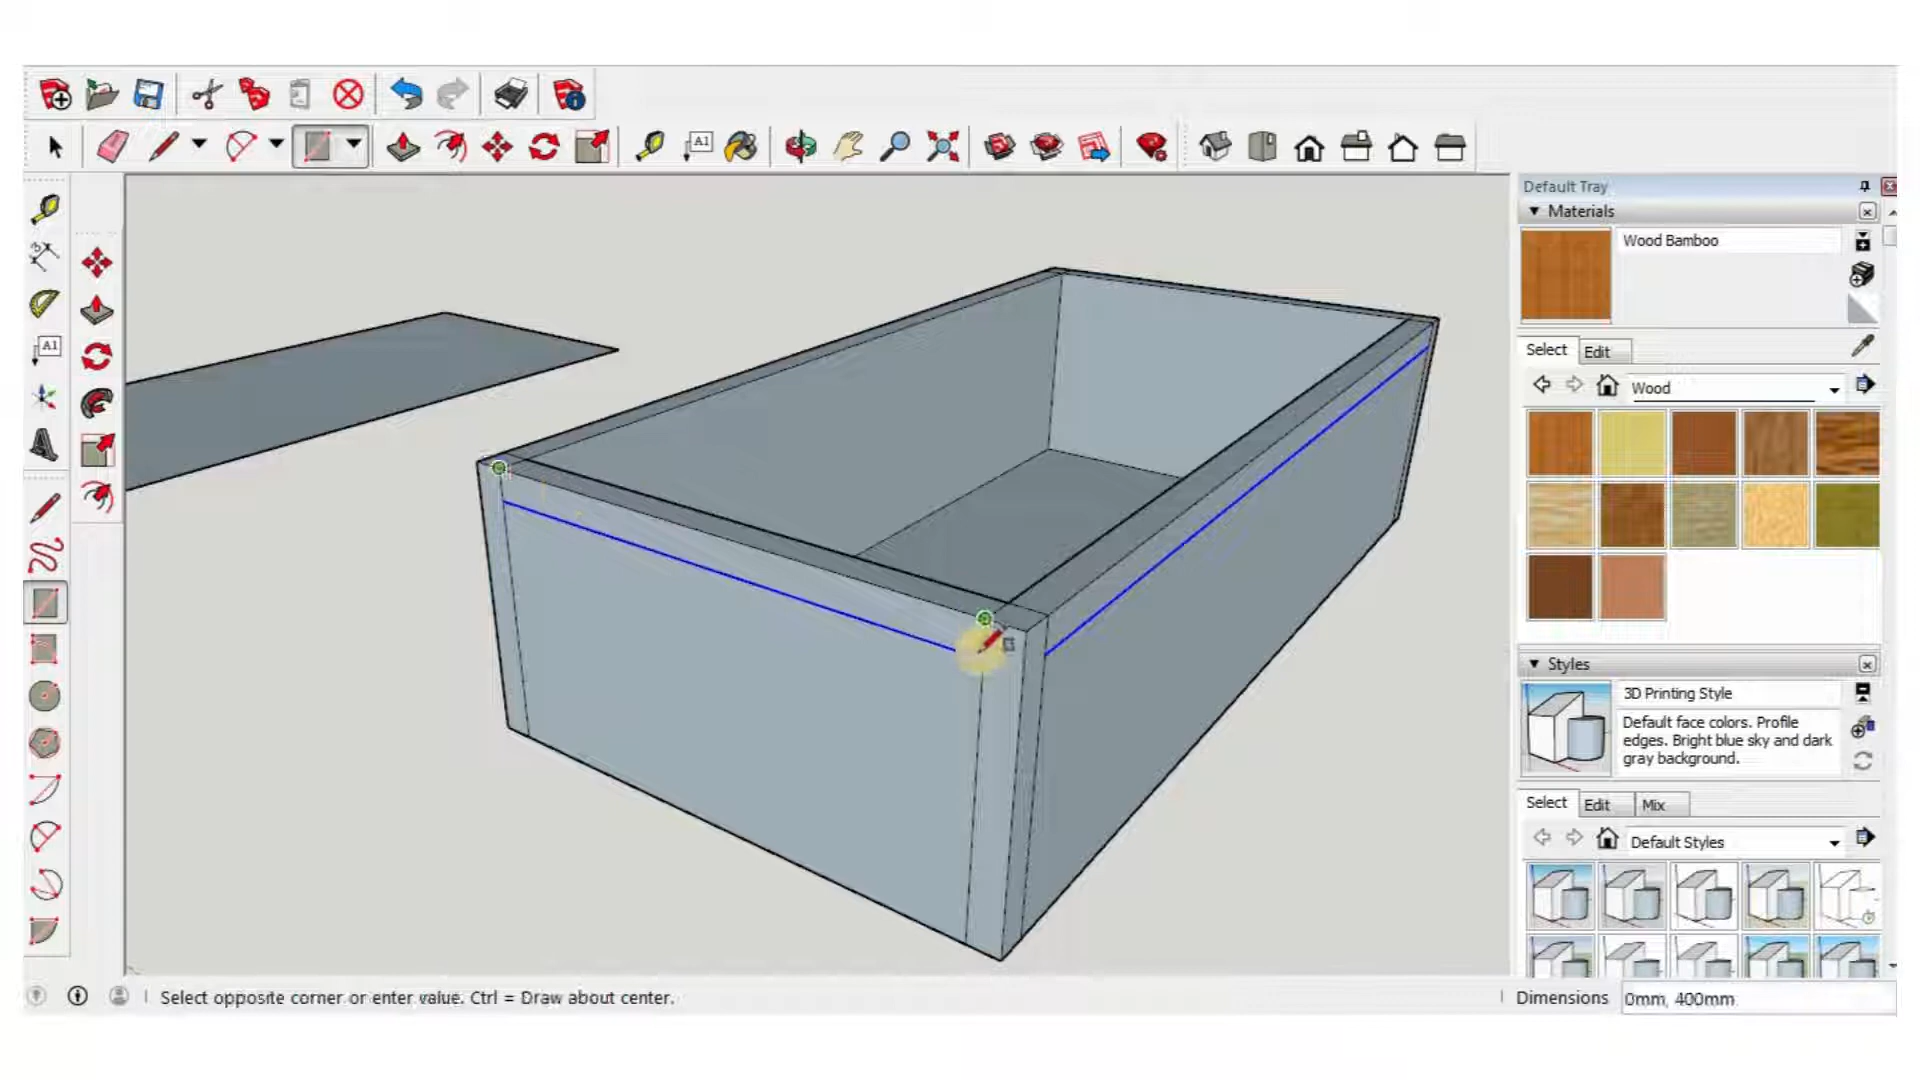 A1
Default Tray
Materials
Wood Bamboo
Select Edit
A1
Wood
Styles
3D Printing Style
Default face colors. Profile
edges. Bright blue sky and dark
gray background.
Select Edit Mix
Default Styles
Select opposite corner or enter value. Ctrl = Draw about center.
Dimensions 0mm, 400mm